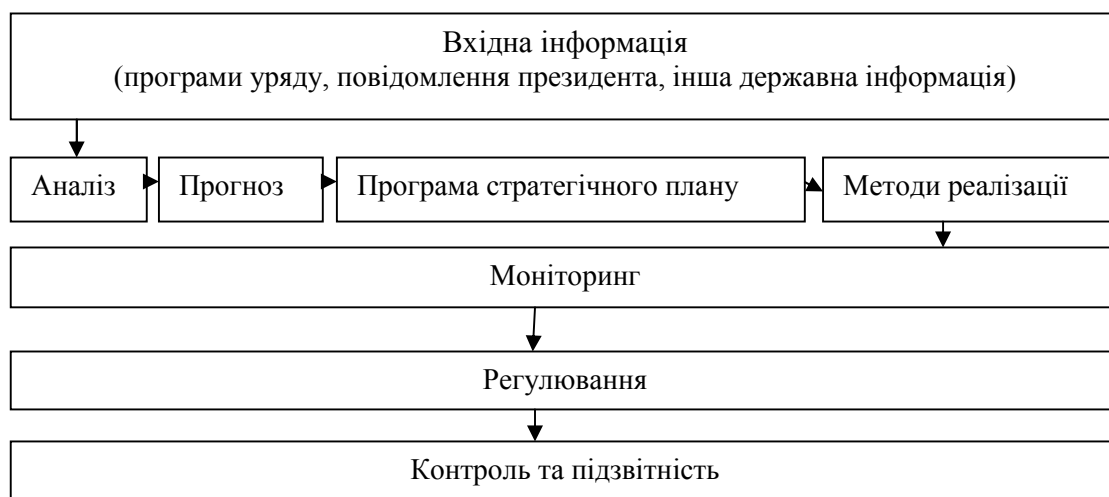 Вхідна інформація
(програми уряду, повідомлення президента, інша державна інформація)
Аналіз
Прогноз
Програма стратегічного плану
Методи реалізації
Моніторинг
Регулювання
Контроль та підзвітність